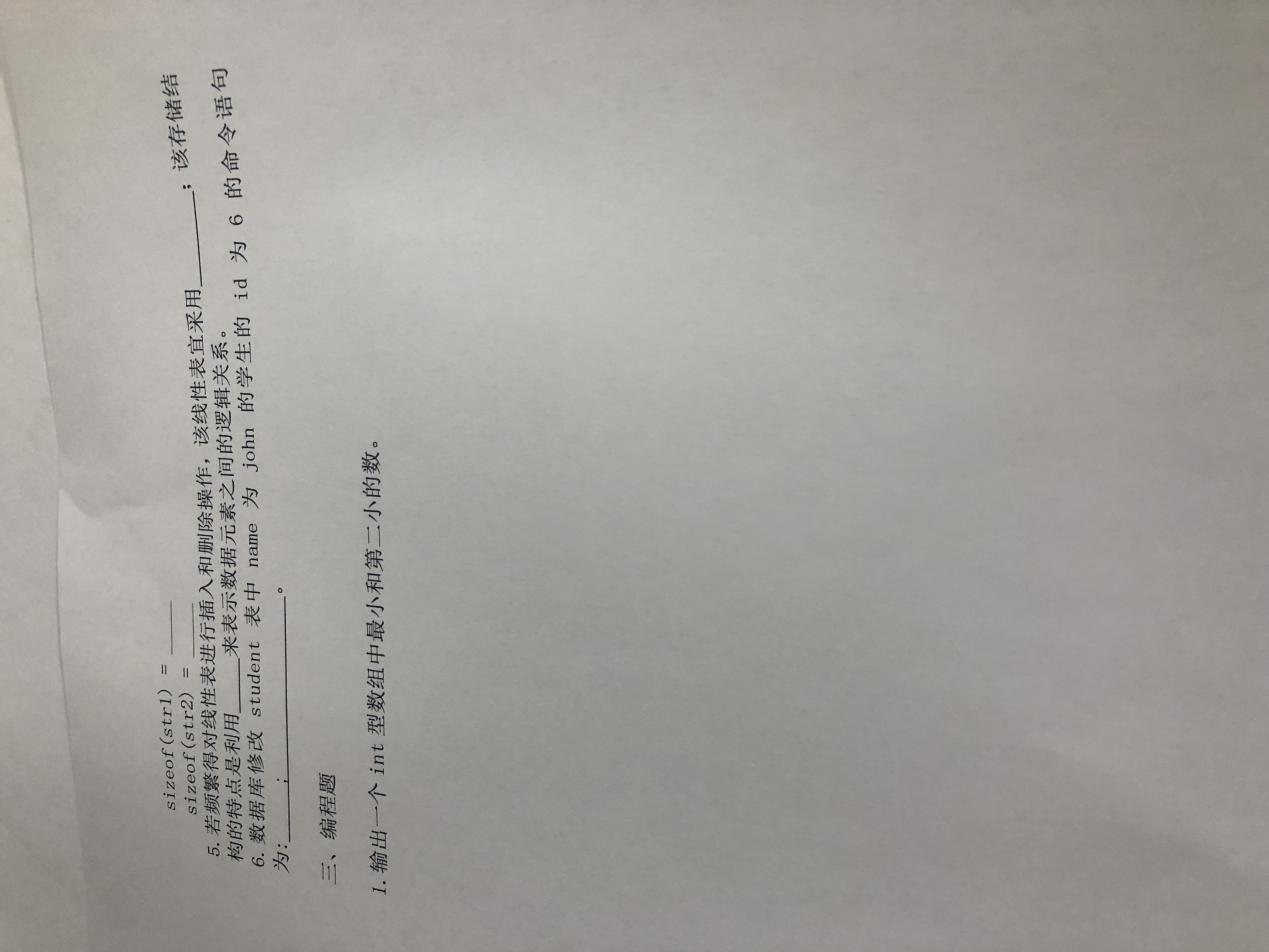 sizeof(str1) = _____
sizeof(str2) = _____
5. 若频繁得对线性表进行插入和删除操作，该线性表宜采用________；该存储结
构的特点是利用_____来表示数据元素之间的逻辑关系。
6. 数据库修改 student 表中 name 为 john 的学生的 id 为 6 的命令语句
为:________________________。
三、编程题
1. 输出一个 int 型数组中最小和第二小的数。